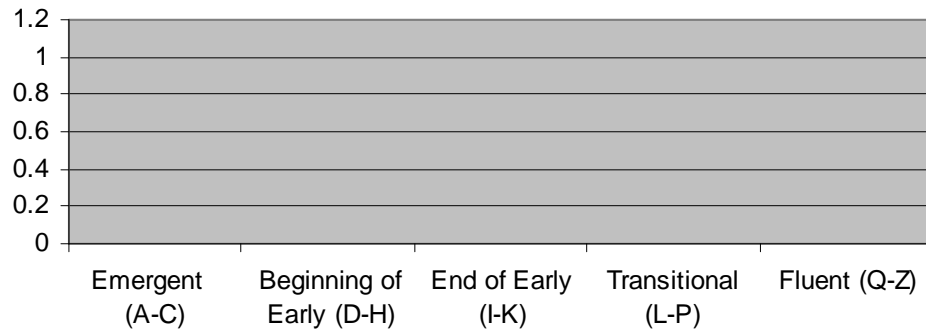 1.2
1
0.8
0.6
0.4
0.2
0
Emergent (A-C)
Beginning of Early (D-H)
End of Early (I-K)
Transitional (L-P)
Fluent (Q-Z)